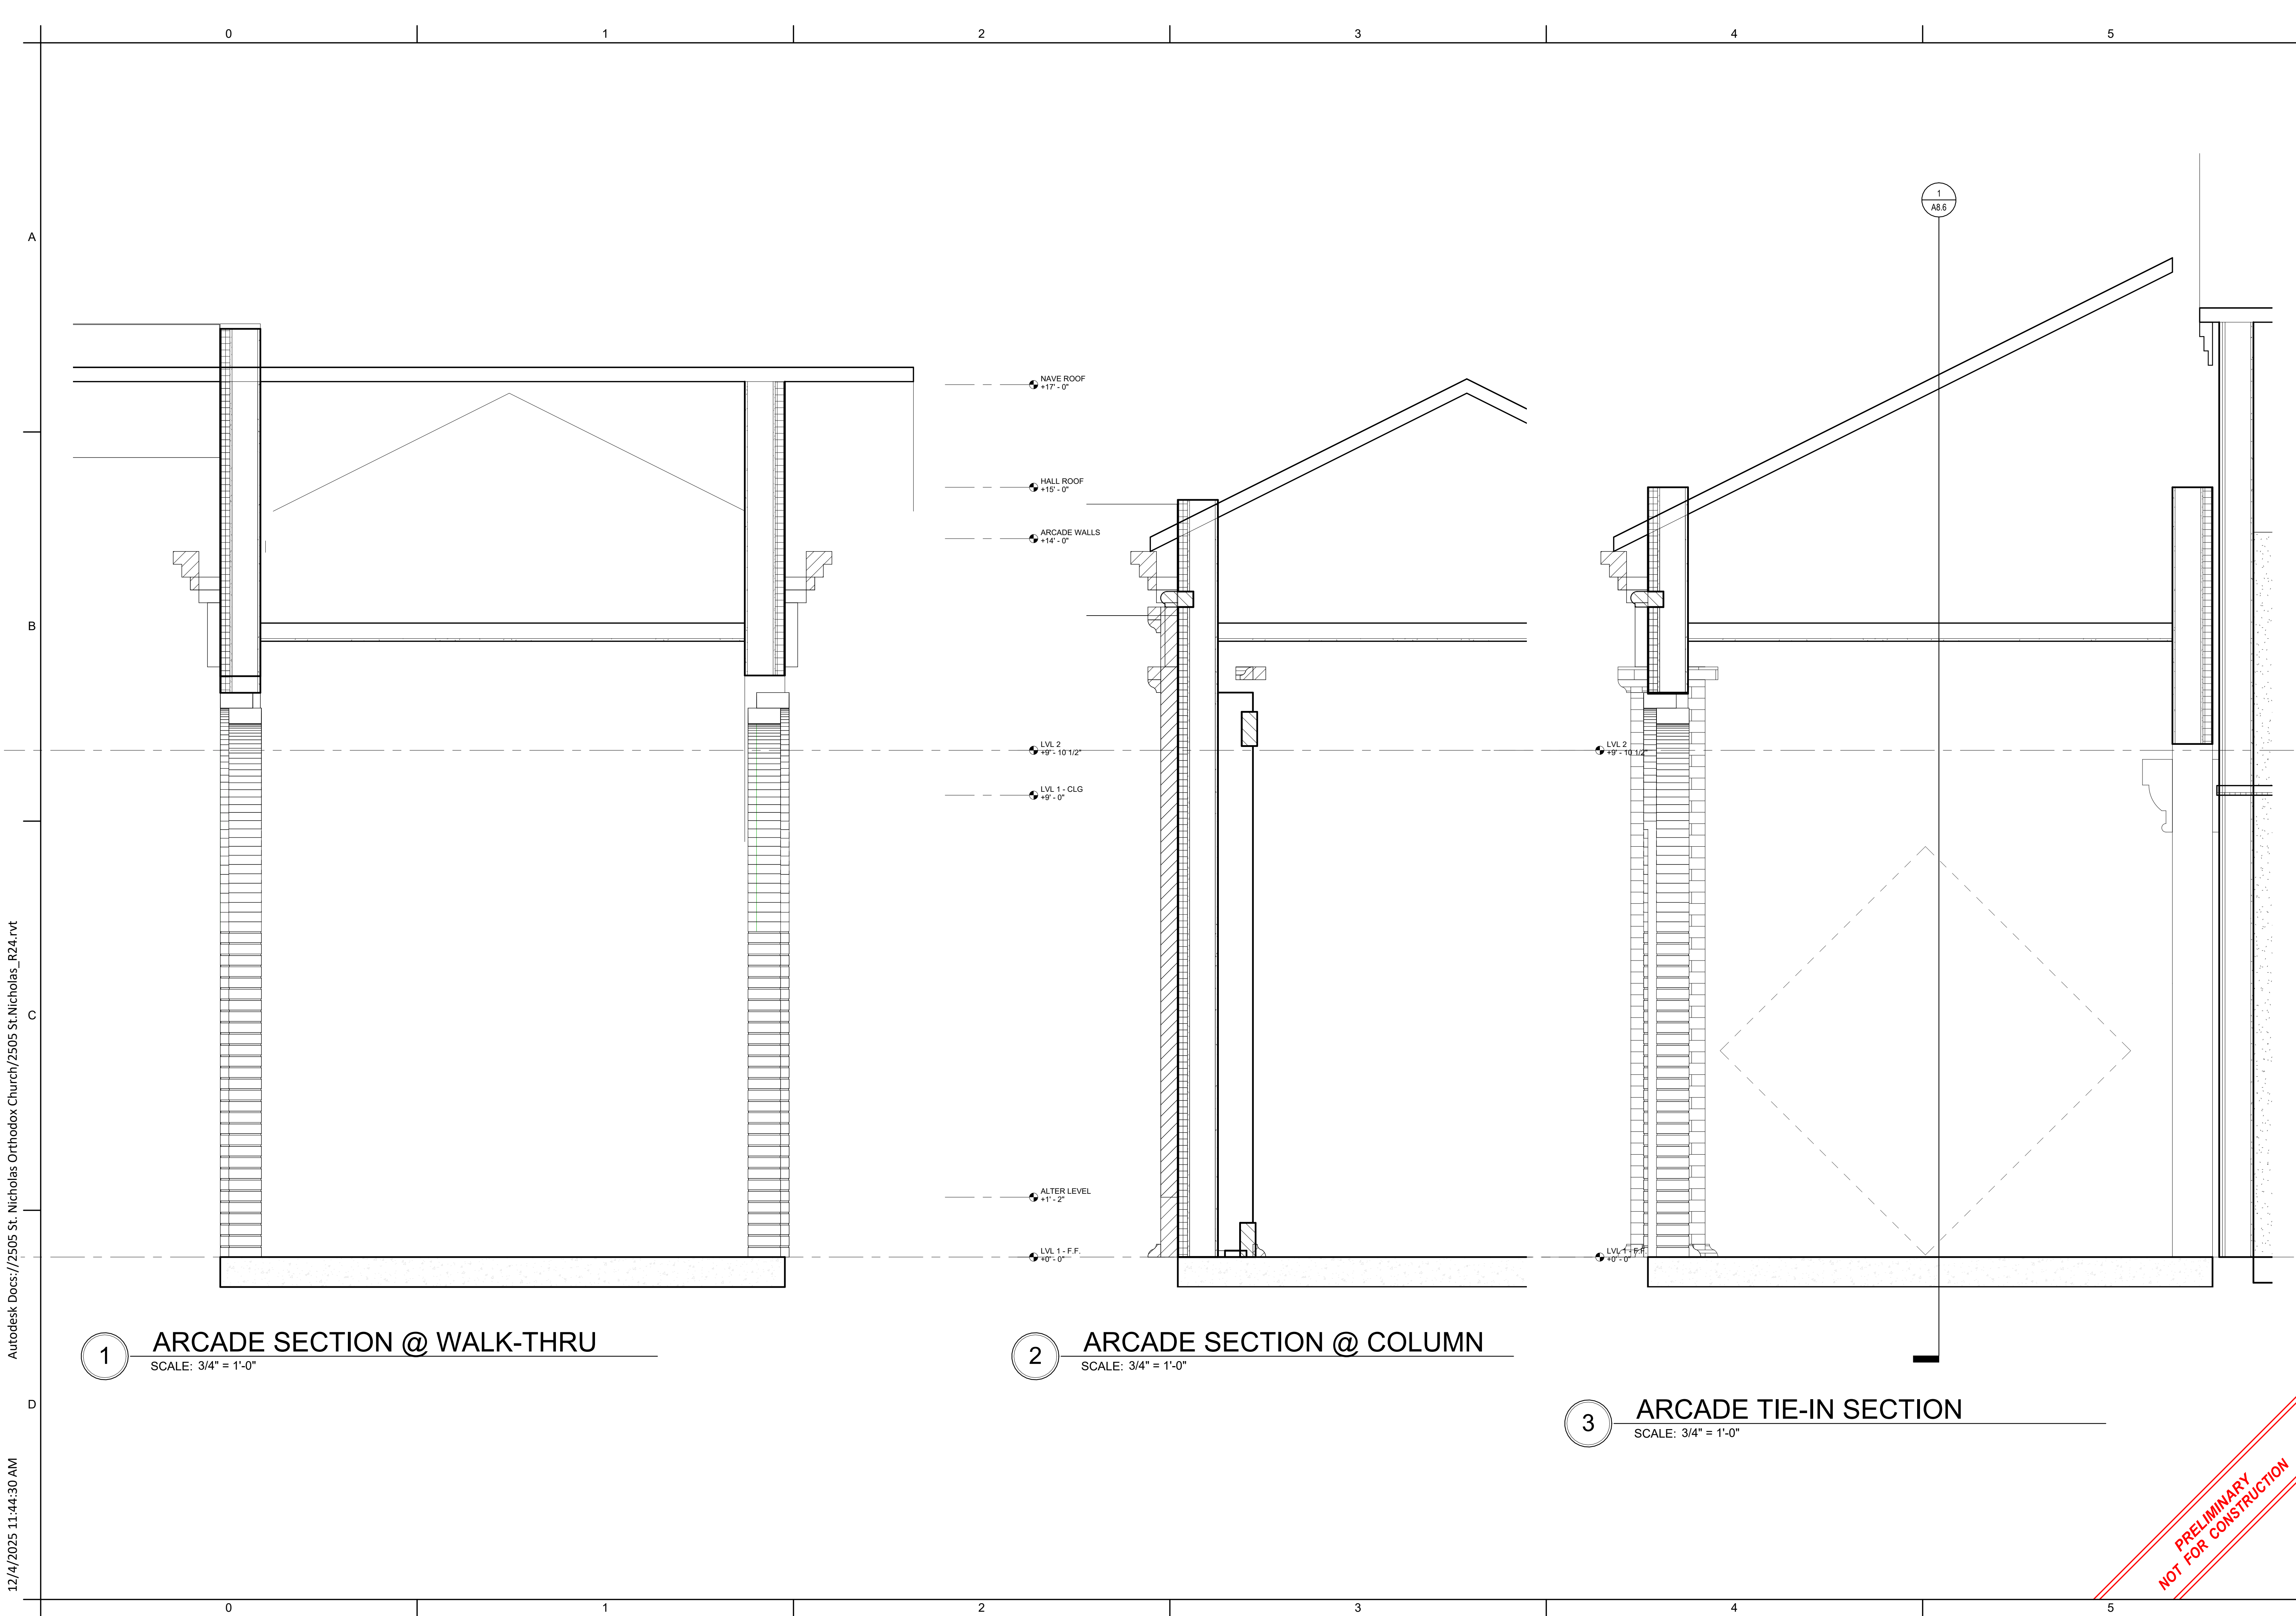 0 1 2 3 4 5
A
B
C
D
1
A8.6
NAVE ROOF
+17' - 0"
HALL ROOF
+15' - 0"
ARCADE WALLS
+14' - 0"
LVL 2
+9' - 10 1/2"
LVL 2
+9' - 10 1/2"
LVL 1 - CLG
+9' - 0"
ALTER LEVEL
+1' - 2"
LVL 1 - F.F.
+0' - 0"
LVL 1 - F.F.
+0' - 0"
1
ARCADE SECTION @ WALK-THRU
SCALE: 3/4" = 1'-0"
2
ARCADE SECTION @ COLUMN
SCALE: 3/4" = 1'-0"
3
ARCADE TIE-IN SECTION
SCALE: 3/4" = 1'-0"
Autodesk Docs://2505 St. Nicholas Orthodox Church/2505 St.Nicholas_R24.rvt
12/4/2025 11:44:30 AM
PRELIMINARY
NOT FOR CONSTRUCTION
0 1 2 3 4 5